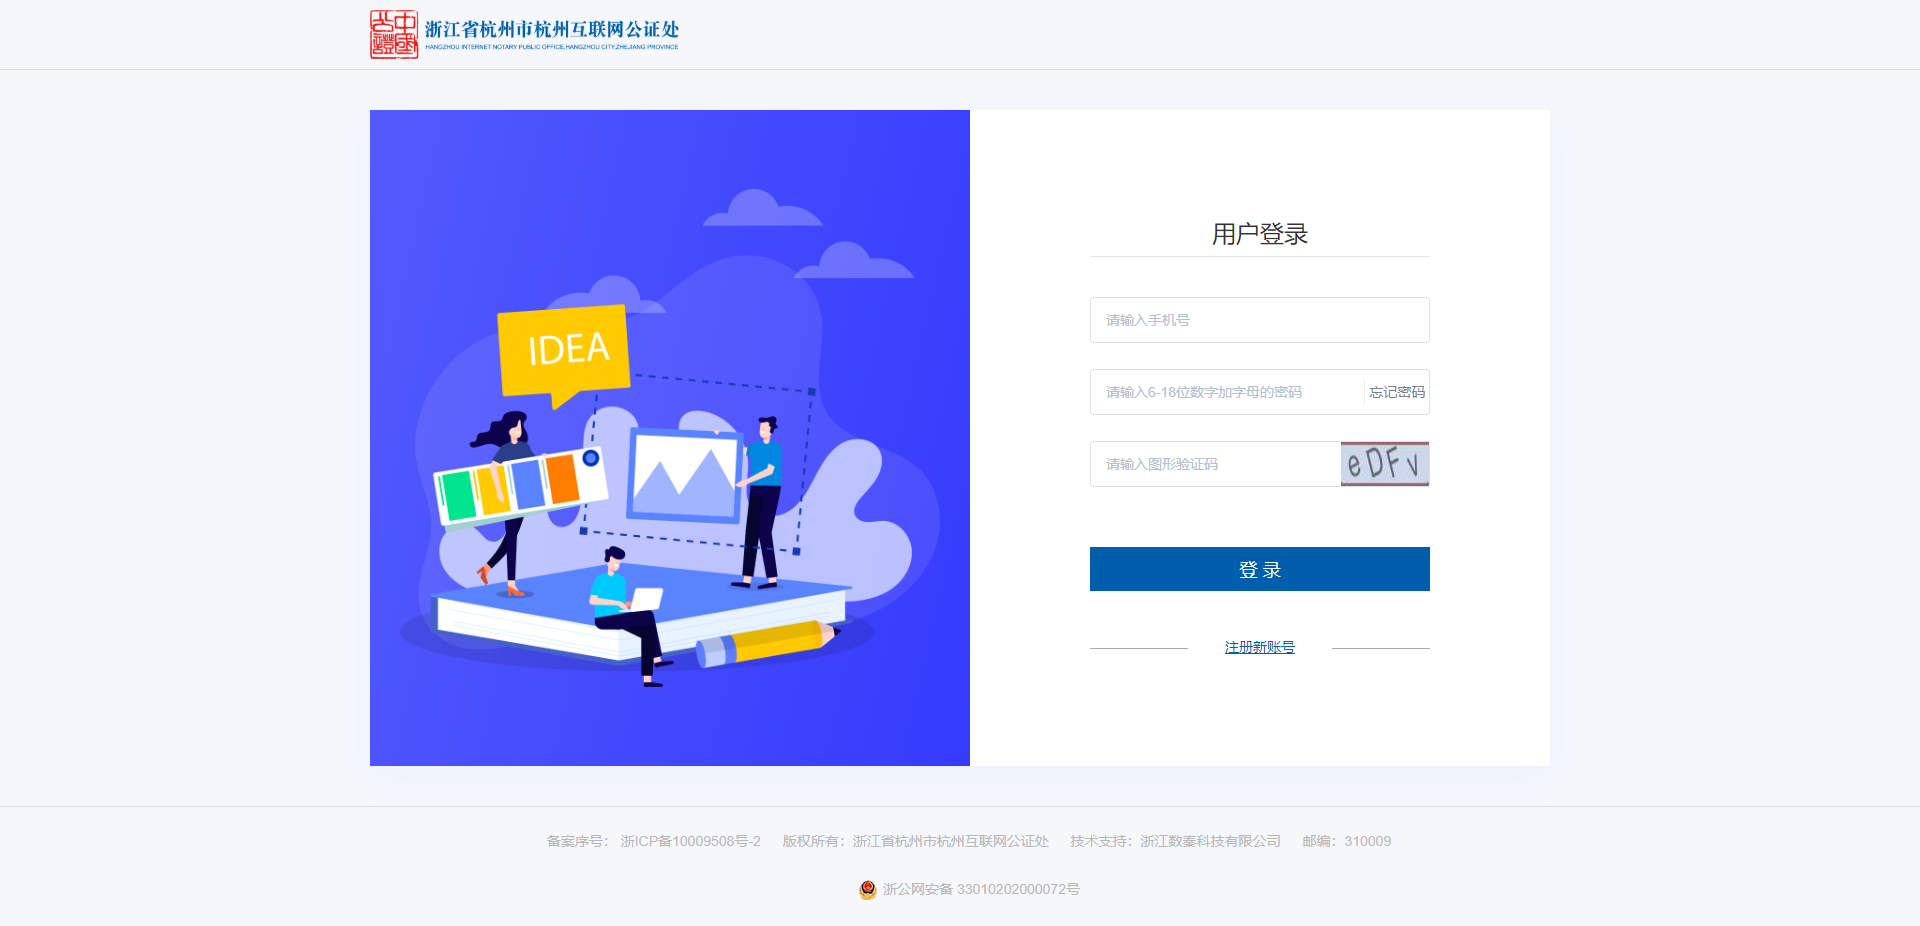 中国公證
浙江省杭州市杭州互联网公证处
HANGZHOU INTERNET NOTARY PUBLIC OFFICE,HANGZHOU CITY,ZHEJIANG PROVINCE
IDEA
用户登录
请输入手机号
请输入6-18位数字加字母的密码 忘记密码
请输入图形验证码 eDFv
登 录
注册新账号
备案序号： 浙ICP备10009508号-2 版权所有：浙江省杭州市杭州互联网公证处 技术支持：浙江数秦科技有限公司 邮编：310009
浙公网安备 33010202000072号